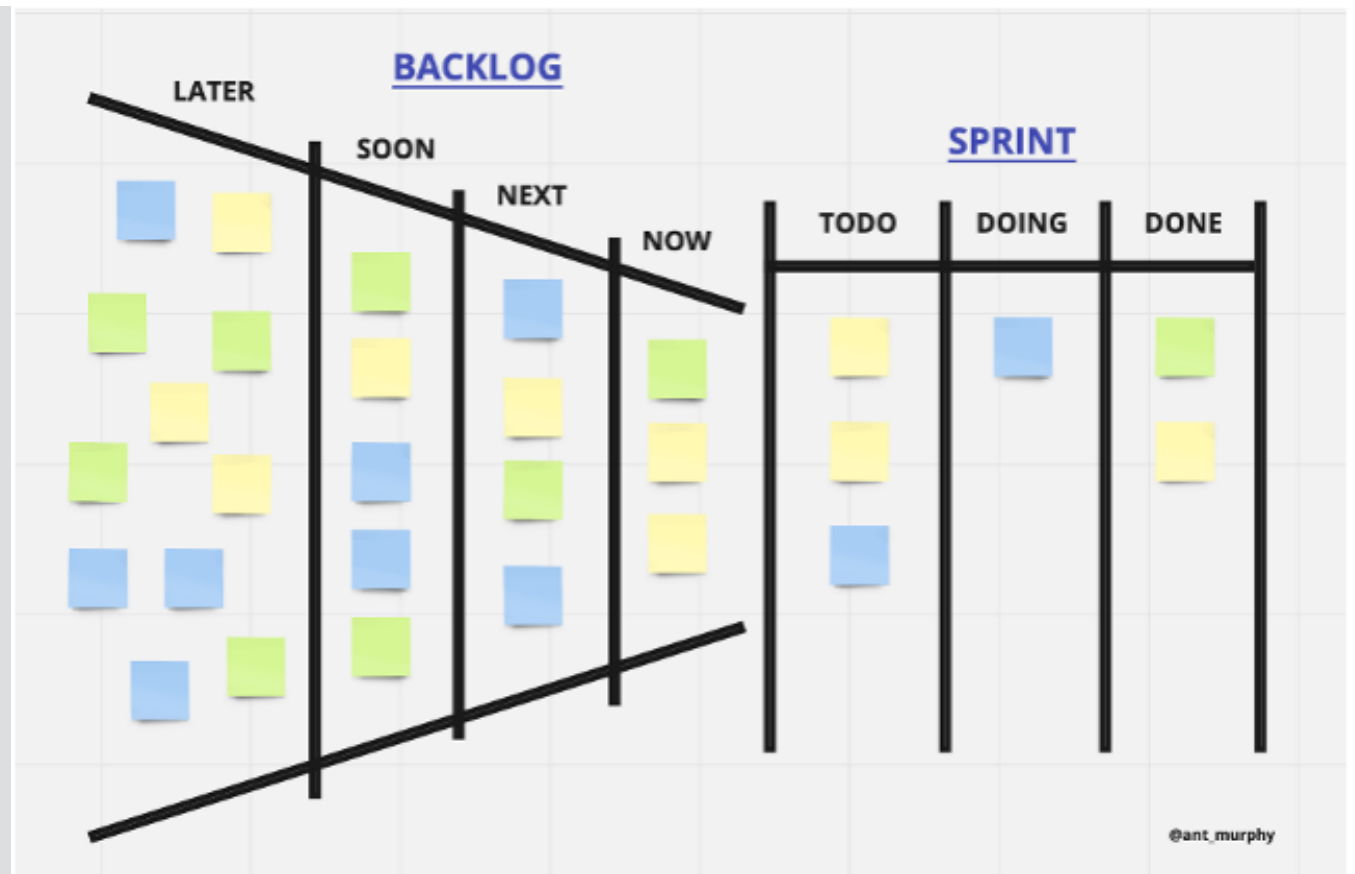 BACKLOG
LATER
SOON
NEXT
NOW
SPRINT
TODO
DOING
DONE
@ant_murphy